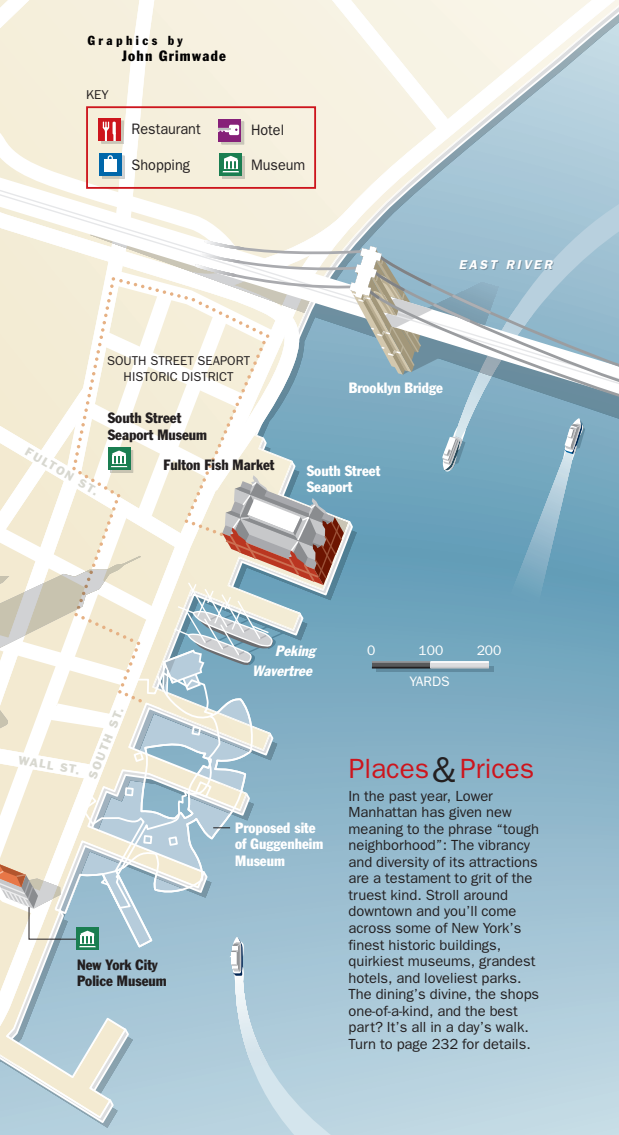 Graphics by
John Grimwade
KEY
Restaurant
Hotel
Shopping
Museum
EAST RIVER
SOUTH STREET SEAPORT
HISTORIC DISTRICT
Brooklyn Bridge
South Street
Seaport Museum
Fulton Fish Market
South Street
Seaport
FULTON ST.
Peking
Wavertree
0 100 200
YARDS
SOUTH ST.
WALL ST.
Places & Prices
In the past year, Lower
Manhattan has given new
meaning to the phrase “tough
neighborhood”: The vibrancy
and diversity of its attractions
are a testament to grit of the
truest kind. Stroll around
downtown and you’ll come
across some of New York’s
finest historic buildings,
quirkiest museums, grandest
hotels, and loveliest parks.
The dining’s divine, the shops
one-of-a-kind, and the best
part? It’s all in a day’s walk.
Turn to page 232 for details.
Proposed site
of Guggenheim
Museum
New York City
Police Museum